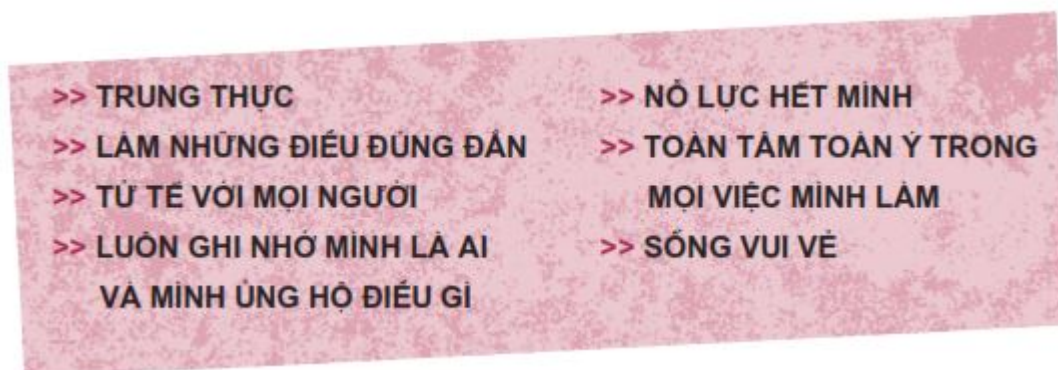 >> TRUNG THỰC
>> LÀM NHỮNG ĐIỀU ĐÚNG ĐẮN
>> TỬ TẾ VỚI MỌI NGƯỜI
>> LUÔN GHI NHỚ MÌNH LÀ AI
VÀ MÌNH ỦNG HỘ ĐIỀU GÌ
>> NỖ LỰC HẾT MÌNH
>> TOÀN TÂM TOÀN Ý TRONG
MỌI VIỆC MÌNH LÀM
>> SỐNG VUI VẺ